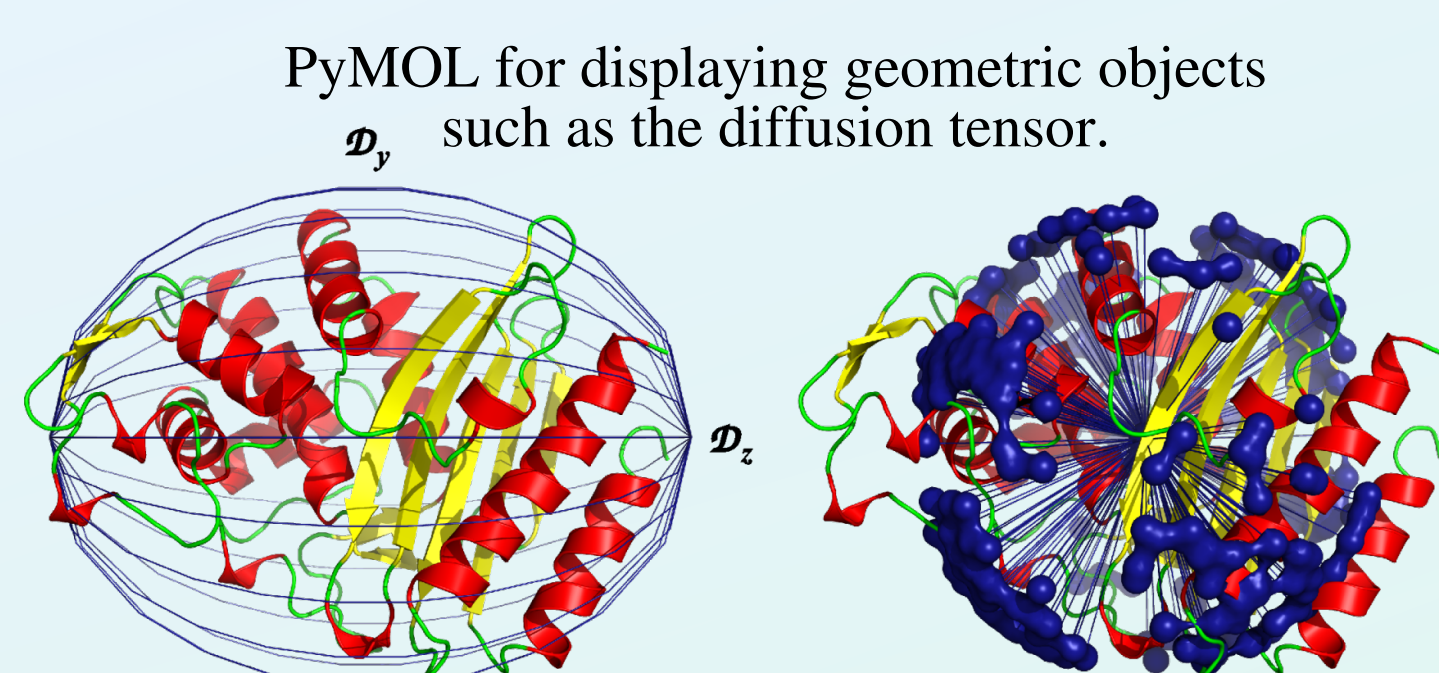 PyMOL for displaying geometric objects
such as the diffusion tensor.
𝒟y
𝒟z